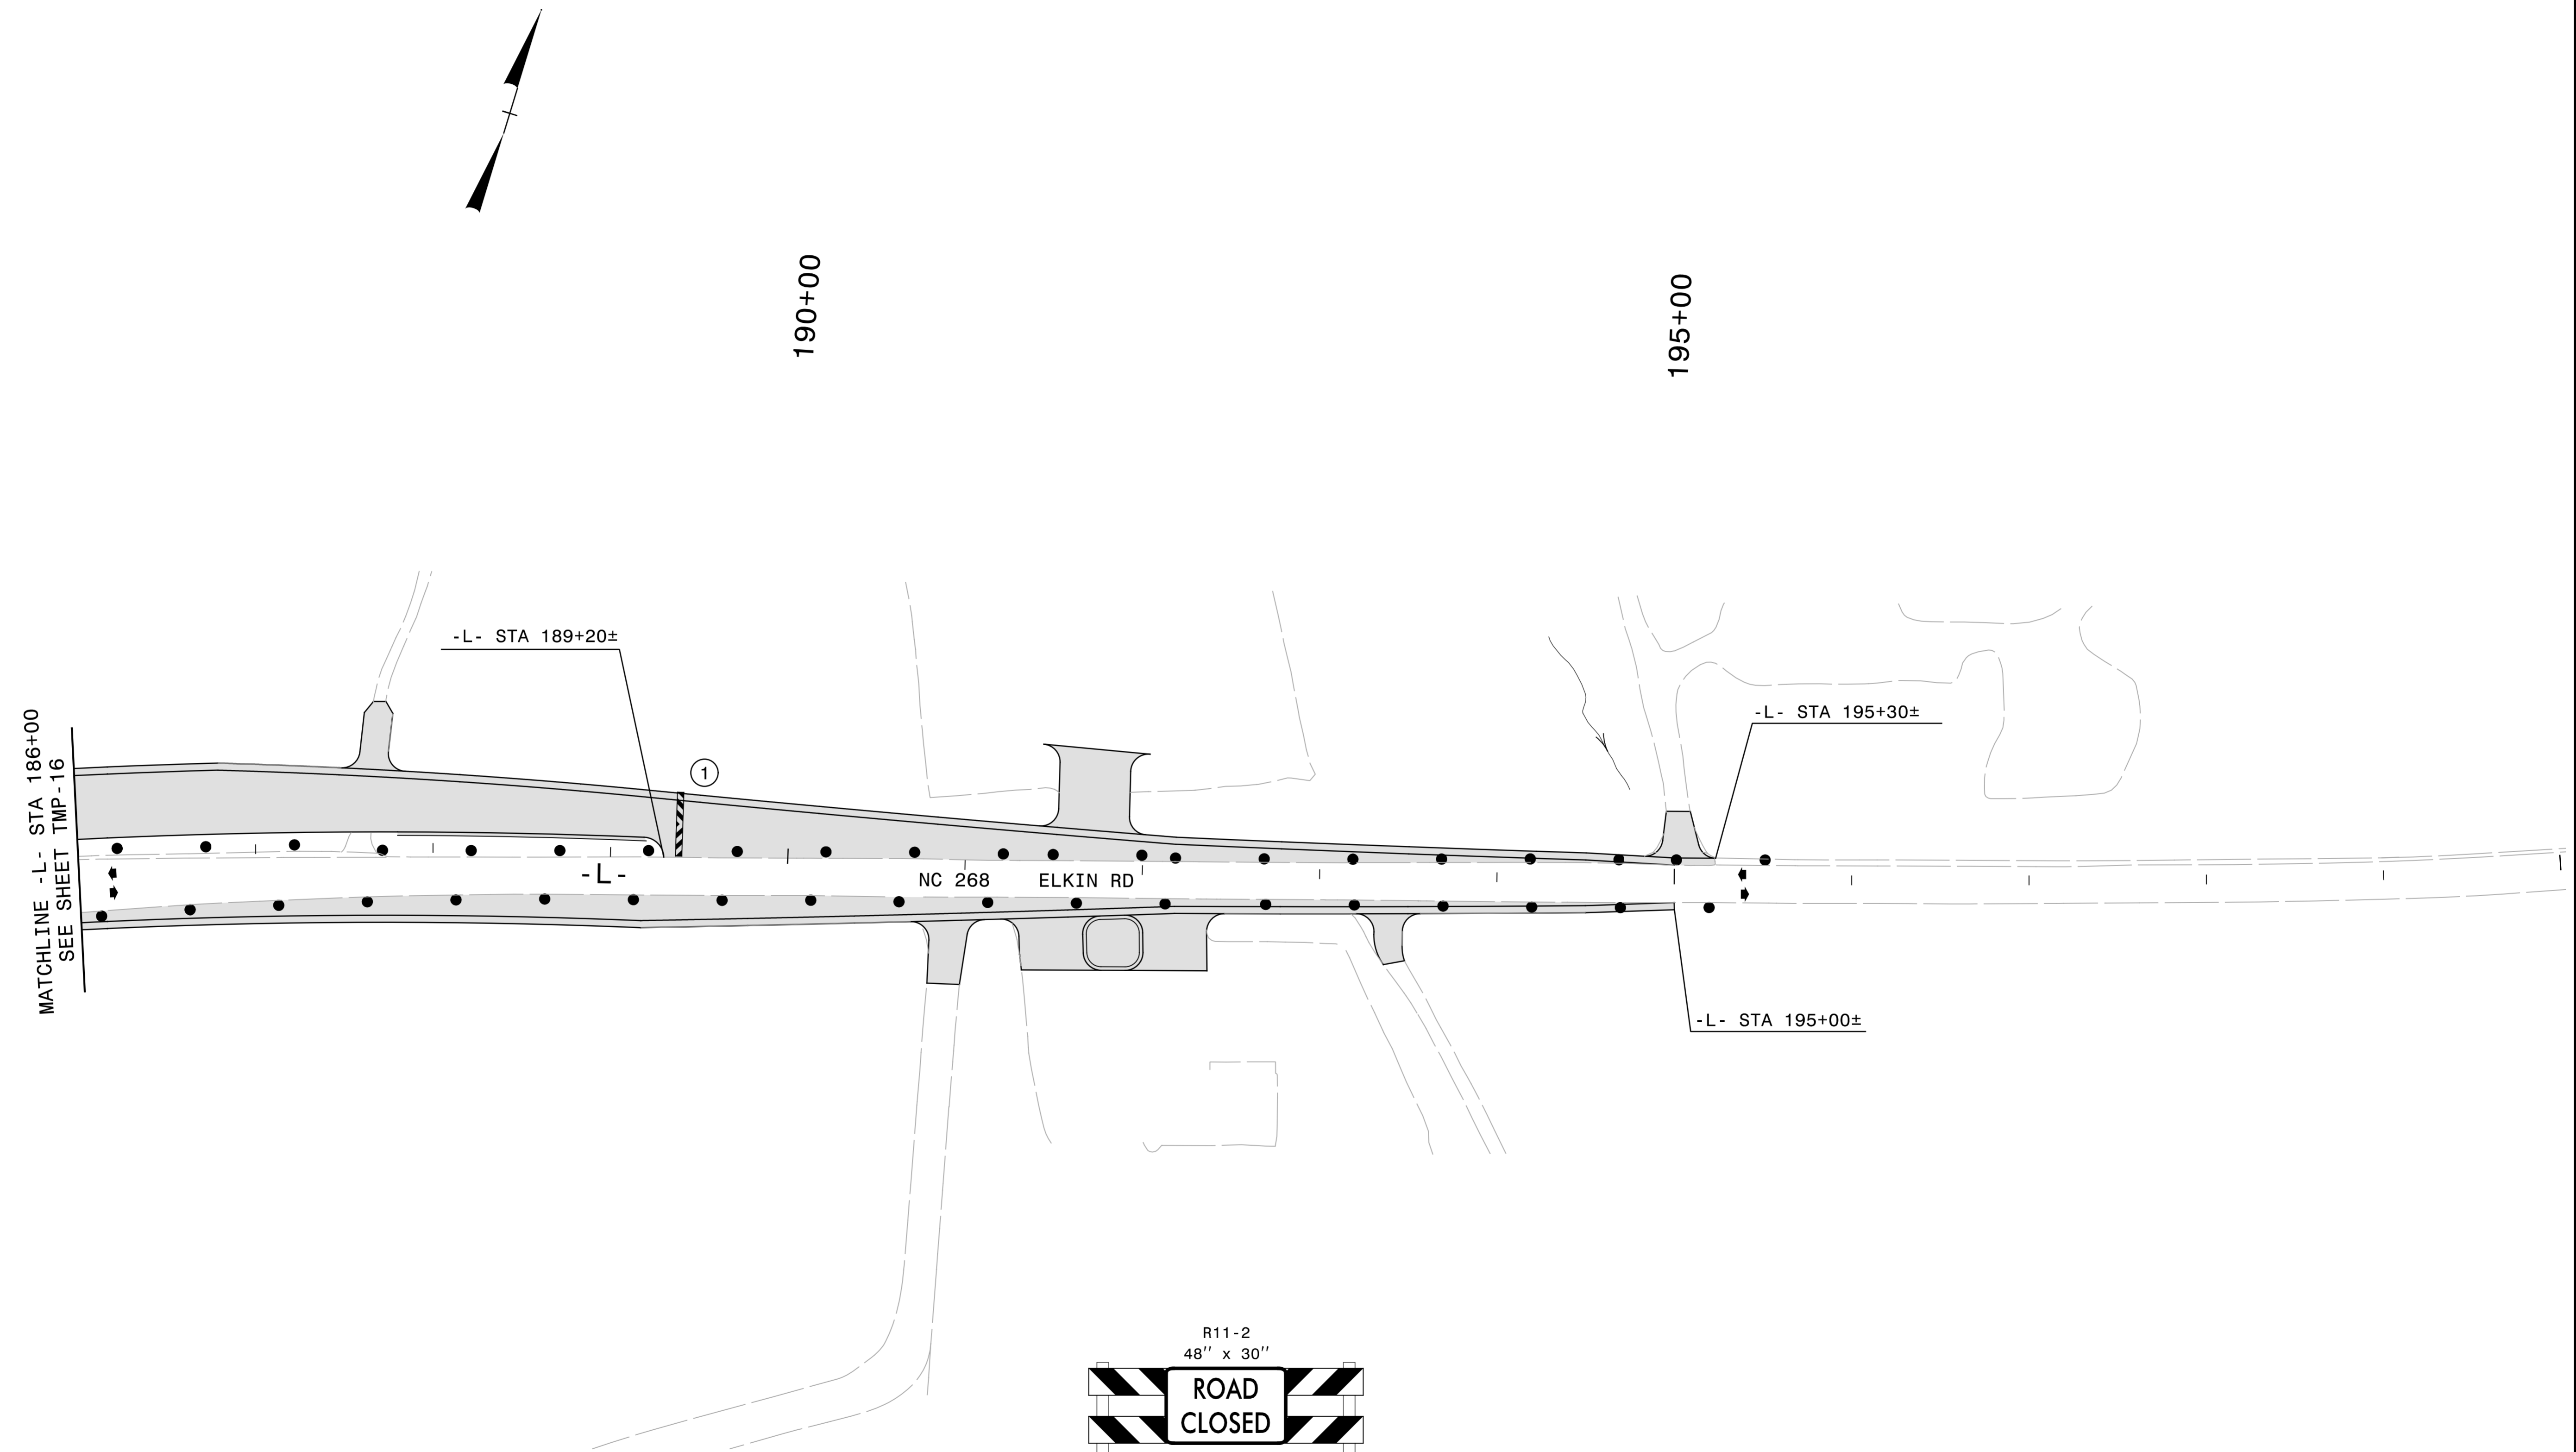 190+00
195+00
-L- STA 189+20±
-L- STA 195+30±
MATCHLINE -L- STA 186+00
SEE SHEET TMP-16
1
-L-
NC 268 ELKIN RD
-L- STA 195+00±
R11-2
48'' x 30''
ROAD
CLOSED